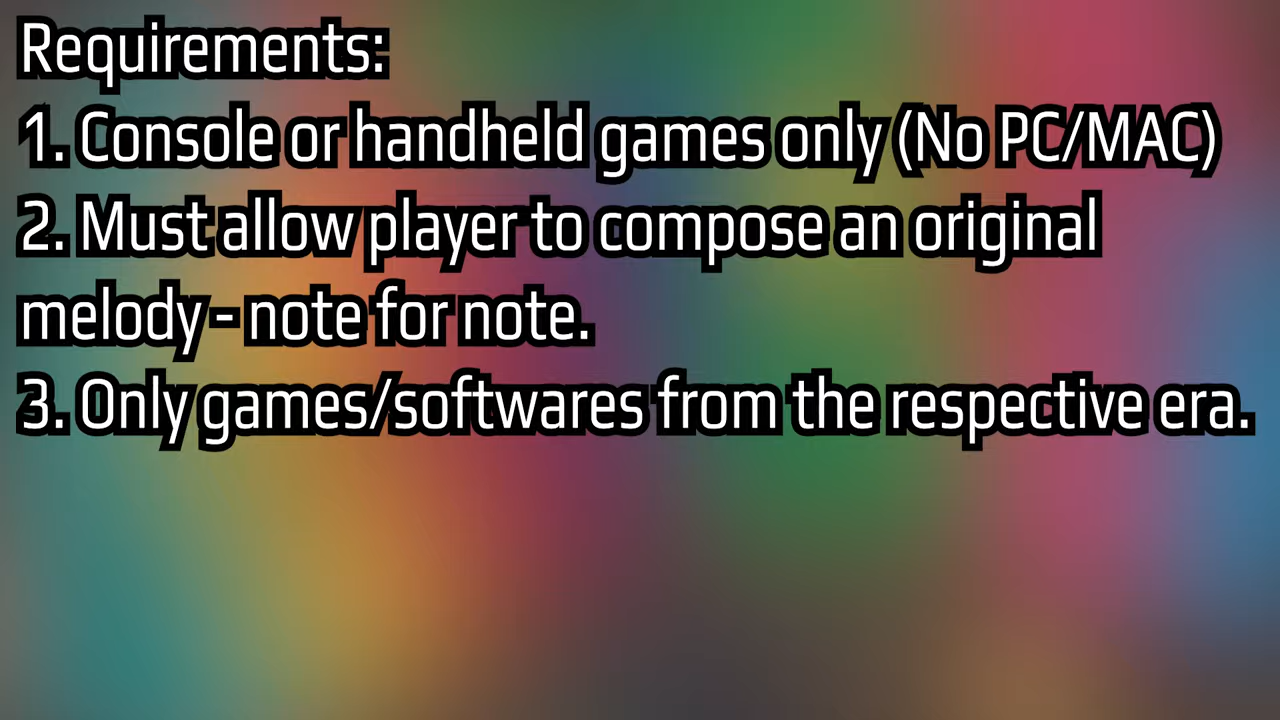 Requirements:
1. Console or handheld games only (No PC/MAC)
2. Must allow player to compose an original
melody - note for note.
3. Only games/softwares from the respective era.